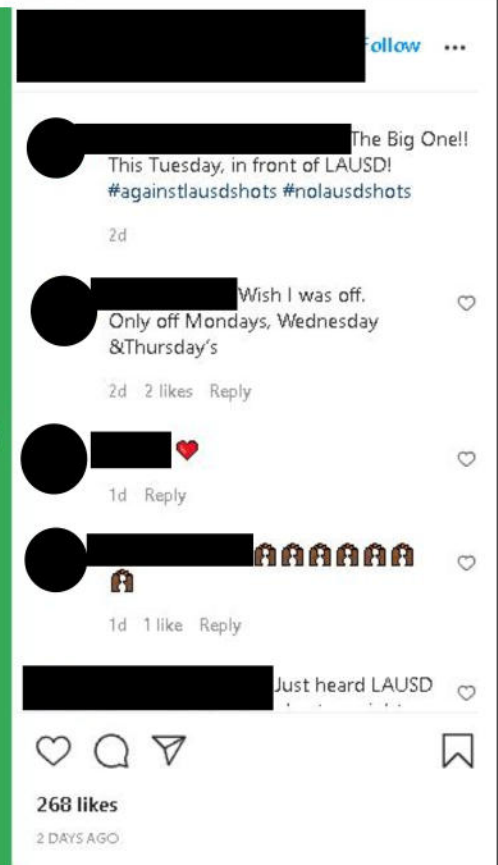 ollow
The Big One!!
This Tuesday, in front of LAUSD!
#againstlausdshots #nolausdshots
2d
Wish I was off.
Only off Mondays, Wednesday
&Thursday's
2d 2 likes Reply
1d Reply
1d 1 like Reply
Just heard LAUSD
268 likes
2 DAYS AGO